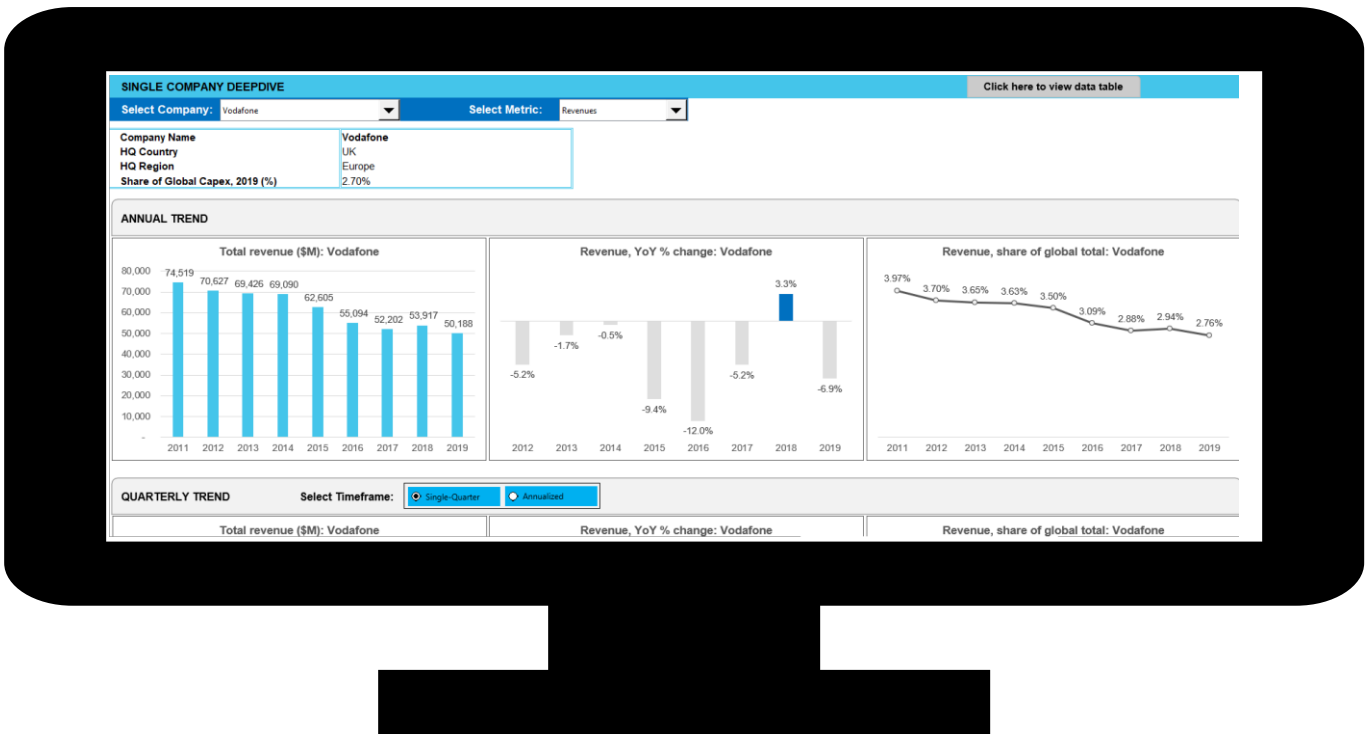 SINGLE COMPANY DEEPDIVE
Click here to view data table
Select Company: Vodafone
Select Metric: Revenues
Company Name Vodafone
HQ Country UK
HQ Region Europe
Share of Global Capex, 2019 (%) 2.70%
ANNUAL TREND
Total revenue ($M): Vodafone
80,000
70,000
60,000
50,000
40,000
30,000
20,000
10,000
-
74,519 70,627 69,426 69,090 62,605 55,094 52,202 53,917 50,188
2011 2012 2013 2014 2015 2016 2017 2018 2019
Revenue, YoY % change: Vodafone
-5.2% -1.7% -0.5% -9.4% -12.0% -5.2% 3.3% -6.9%
2012 2013 2014 2015 2016 2017 2018 2019
Revenue, share of global total: Vodafone
3.97% 3.70% 3.65% 3.63% 3.50% 3.09% 2.88% 2.94% 2.76%
2011 2012 2013 2014 2015 2016 2017 2018 2019
QUARTERLY TREND
Select Timeframe: Single-Quarter Annualized
Total revenue ($M): Vodafone
Revenue, YoY % change: Vodafone
Revenue, share of global total: Vodafone